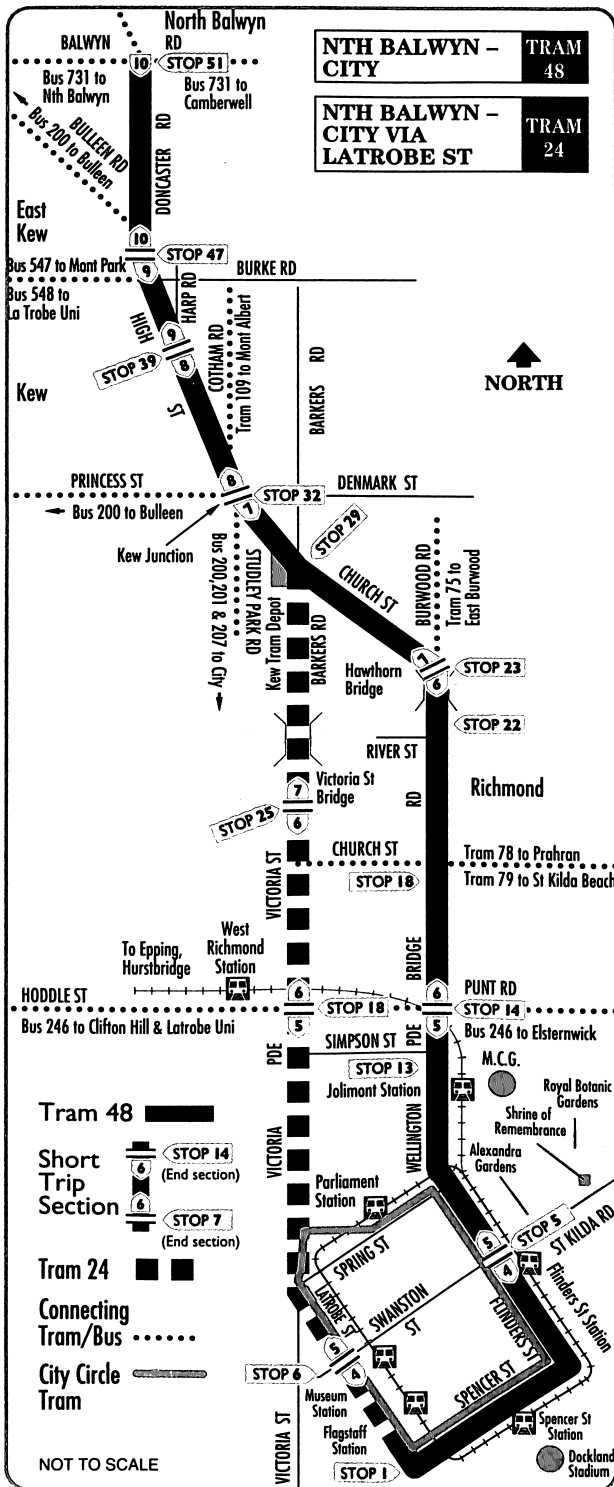 North Balwyn
BALWYN RD
10 STOP 51
Bus 731 to
Nth Balwyn
Bus 731 to
Camberwell
NTH BALWYN –
CITY
TRAM
48
NTH BALWYN –
CITY VIA
LATROBE ST
TRAM
24
BULLEEN RD
Bus 200 to Bulleen
DONCASTER RD
East
Kew
10
STOP 47
9
Bus 547 to Mont Park
BURKE RD
Bus 548 to
La Trobe Uni
HARP RD
HIGH ST
9
STOP 39
8
COTHAM RD
Tram 109 to Mont Albert
BARKERS RD
NORTH
Kew
PRINCESS ST
8
STOP 32
7
DENMARK ST
Bus 200 to Bulleen
Kew Junction
STOP 29
Bus 200,201 & 207 to City
STUDLEY PARK RD
Kew Tram Depot
BARKERS RD
CHURCH ST
BURWOOD RD
Tram 75 to
East Burwood
7
STOP 23
6
Hawthorn
Bridge
STOP 22
RIVER ST
Victoria St
Bridge
7
STOP 25
6
Richmond
CHURCH ST
Tram 78 to Prahran
STOP 18
Tram 79 to St Kilda Beach
VICTORIA ST
BRIDGE RD
West
Richmond
Station
To Epping,
Hurstbridge
HODDLE ST
6
STOP 18
5
6
STOP 14
5
PUNT RD
Bus 246 to Clifton Hill & Latrobe Uni
Bus 246 to Elsternwick
SIMPSON ST
STOP 13
Jolimont Station
M.C.G.
Royal Botanic
Gardens
Shrine of
Remembrance
Alexandra
Gardens
VICTORIA PDE
WELLINGTON PDE
Tram 48
Short
Trip
Section
6
STOP 14
(End section)
6
STOP 7
(End section)
Tram 24
Connecting
Tram/Bus
City Circle
Tram
NOT TO SCALE
Parliament
Station
SPRING ST
LATROBE ST
SWANSTON
ST
5
STOP 5
4
ST KILDA RD
Flinders St Station
FLINDERS ST
SPENCER ST
5
STOP 6
4
Museum
Station
Flagstaff
Station
VICTORIA ST
STOP 1
Spencer St
Station
Dockland
Stadium